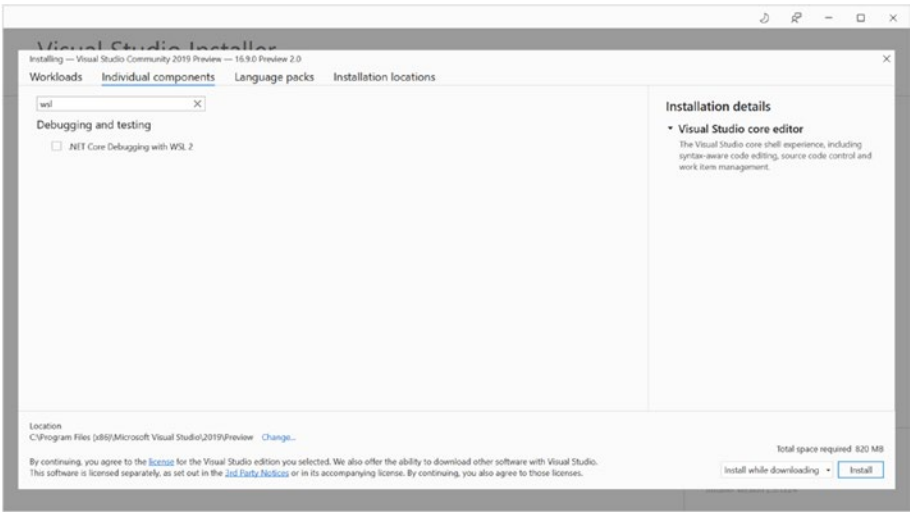 Visual Studio Installer
Installing — Visual Studio Community 2019 Preview — 16.9.0 Preview 2.0
Workloads Individual components Language packs Installation locations
wsl
Debugging and testing
.NET Core Debugging with WSL 2
Installation details
Visual Studio core editor
The Visual Studio core shell experience, including
syntax-aware code editing, source code control and
work item management.
Location
C:\Program Files (x86)\Microsoft Visual Studio\2019\Preview Change...
By continuing, you agree to the license for the Visual Studio edition you selected. We also offer the ability to download other software with Visual Studio.
This software is licensed separately, as set out in the 3rd Party Notices or in its accompanying license. By continuing, you also agree to those licenses.
Total space required 820 MB
Install while downloading Install